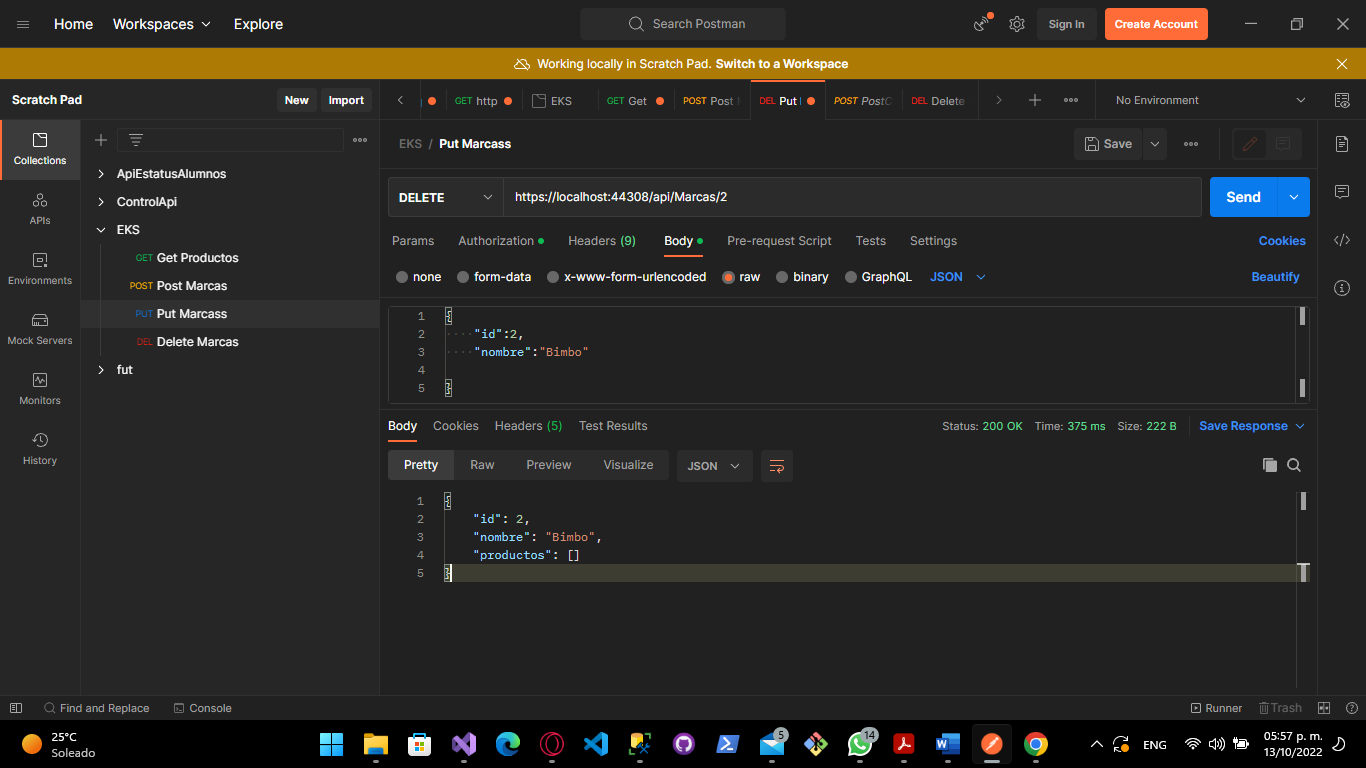 Home Workspaces Explore Search Postman Sign In Create Account
Working locally in Scratch Pad. Switch to a Workspace
Scratch Pad New Import GET http EKS GET Get POST Post DEL Put POST PostC DEL Delete No Environment
Collections
APIs
Environments
Mock Servers
Monitors
History
ApiEstatusAlumnos
ControlApi
EKS
GET Get Productos
POST Post Marcas
PUT Put Marcass
DEL Delete Marcas
fut
EKS / Put Marcass Save
DELETE https://localhost:44308/api/Marcas/2 Send
Params Authorization Headers (9) Body Pre-request Script Tests Settings Cookies
none form-data x-www-form-urlencoded raw binary GraphQL JSON Beautify
1 {
2 "id":2,
3 "nombre":"Bimbo"
4
5 }
Body Cookies Headers (5) Test Results Status: 200 OK Time: 375 ms Size: 222 B Save Response
Pretty Raw Preview Visualize JSON
1 {
2 "id": 2,
3 "nombre": "Bimbo",
4 "productos": []
5 }
Find and Replace Console Runner Trash
25°C
Soleado
5
14
ENG
05:57 p. m.
13/10/2022